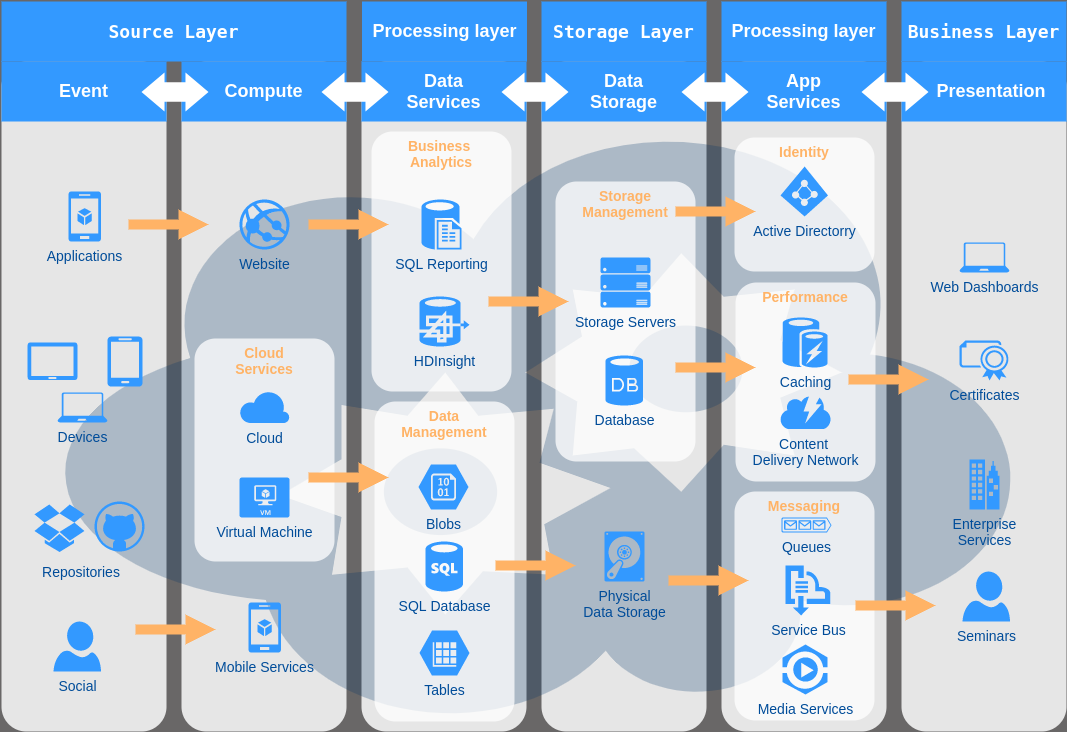 Source Layer
Processing layer
Storage Layer
Processing layer
Business Layer
Event
Compute
Data
Services
Data
Storage
App
Services
Presentation
Applications
Devices
Repositories
Social
Website
Cloud
Services
Cloud
VM
Virtual Machine
Mobile Services
Business
Analytics
SQL Reporting
HDInsight
Data
Management
10
01
Blobs
SQL
SQL Database
Tables
Storage
Management
Storage Servers
DB
Database
Physical
Data Storage
Identity
Active Directory
Performance
Caching
Content
Delivery Network
Messaging
Queues
Service Bus
Media Services
Web Dashboards
Certificates
Enterprise
Services
Seminars